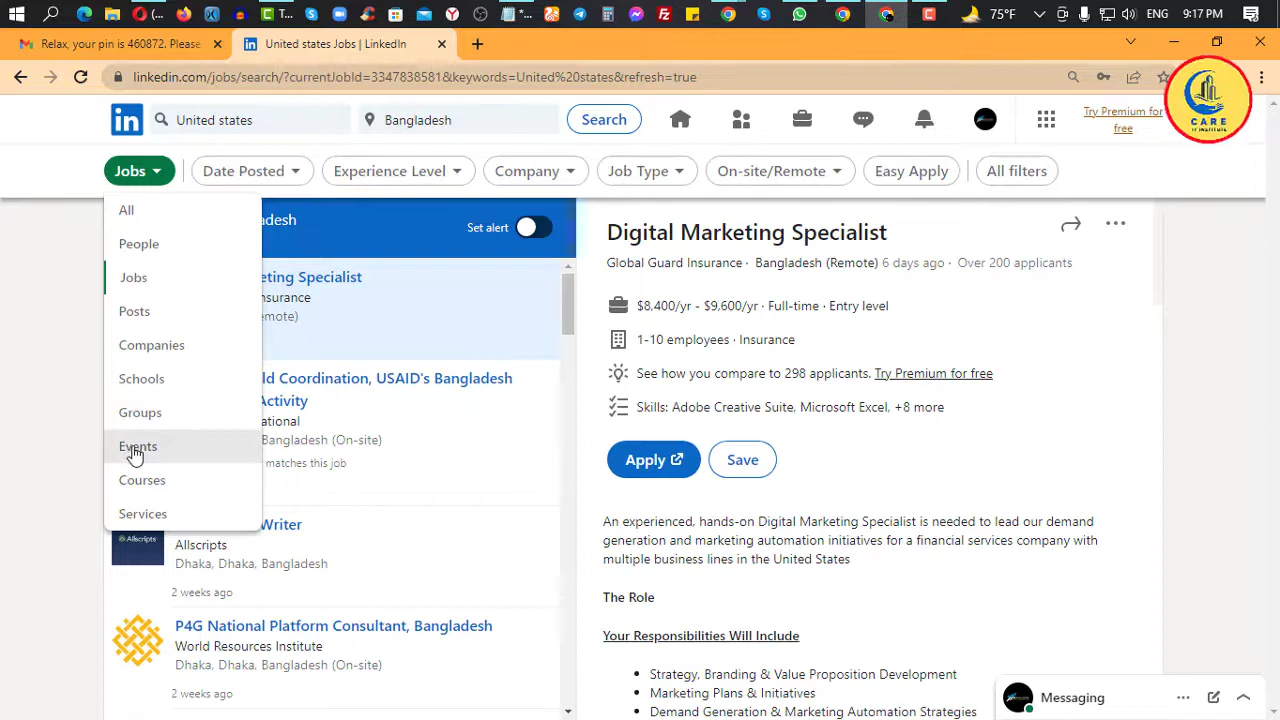 ENG 9:17 PM
75°F
Relax, your pin is 460872. Please
United states Jobs | LinkedIn
linkedin.com/jobs/search/?currentJobId=3347838581&keywords=United%20states&refresh=true
CARE
IT INSTITUTE
in
United states
Bangladesh
Search
Try Premium for
free
Jobs
Date Posted
Experience Level
Company
Job Type
On-site/Remote
Easy Apply
All filters
All
People
Jobs
Posts
Companies
Schools
Groups
Events
Courses
Services
adesh
Set alert
eting Specialist
nsurance
ote)
ld Coordination, USAID's Bangladesh
Activity
national
Bangladesh (On-site)
matches this job
Writer
Allscripts
Allscripts
Dhaka, Dhaka, Bangladesh
2 weeks ago
P4G National Platform Consultant, Bangladesh
World Resources Institute
Dhaka, Dhaka, Bangladesh (On-site)
2 weeks ago
Digital Marketing Specialist
Global Guard Insurance · Bangladesh (Remote) 6 days ago · Over 200 applicants
$8,400/yr - $9,600/yr · Full-time · Entry level
1-10 employees · Insurance
See how you compare to 298 applicants. Try Premium for free
Skills: Adobe Creative Suite, Microsoft Excel, +8 more
Apply
Save
An experienced, hands-on Digital Marketing Specialist is needed to lead our demand
generation and marketing automation initiatives for a financial services company with
multiple business lines in the United States
The Role
Your Responsibilities Will Include
• Strategy, Branding & Value Proposition Development
• Marketing Plans & Initiatives
• Demand Generation & Marketing Automation Strategies
Messaging